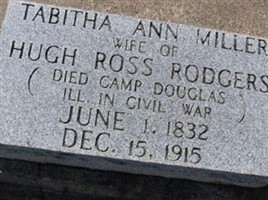 TABITHA ANN MILLER
WIFE OF
HUGH ROSS RODGERS
( DIED CAMP DOUGLAS
ILL IN CIVIL WAR )
JUNE 1, 1832
DEC. 15, 1915